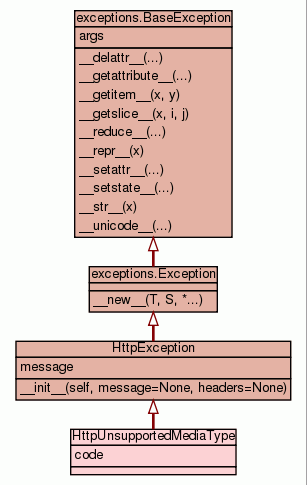 exceptions.BaseException
args
__delattr__(...)
__getattribute__(...)
__getitem__(x, y)
__getslice__(x, i, j)
__reduce__(...)
__repr__(x)
__setattr__(...)
__setstate__(...)
__str__(x)
__unicode__(...)
exceptions.Exception
__new__(T, S, *...)
HttpException
message
__init__(self, message=None, headers=None)
HttpUnsupportedMediaType
code